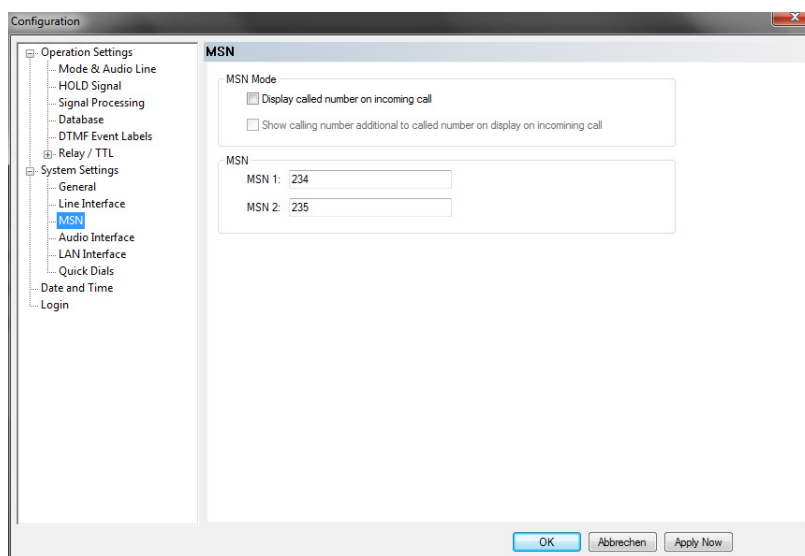 Configuration
Operation Settings
Mode & Audio Line
HOLD Signal
Signal Processing
Database
DTMF Event Labels
Relay / TTL
System Settings
General
Line Interface
MSN
Audio Interface
LAN Interface
Quick Dials
Date and Time
Login
MSN
MSN Mode
Display called number on incoming call
Show calling number additional to called number on display on incomining call
MSN
MSN 1: 234
MSN 2: 235
OK Abbrechen Apply Now